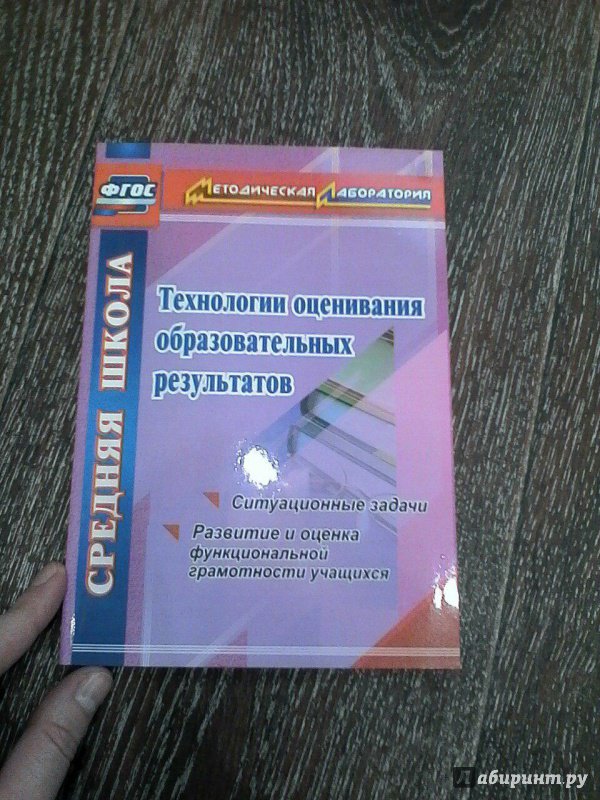 ФГОС
МЕТОДИЧЕСКАЯ ЛАБОРАТОРИЯ
СРЕДНЯЯ ШКОЛА
Технологии оценивания
образовательных
результатов
Ситуационные задачи
Развитие и оценка
функциональной
грамотности учащихся
Лабиринт.ру